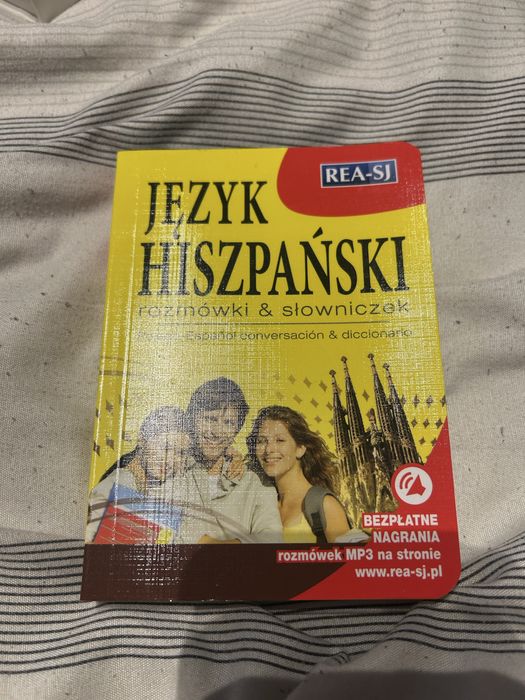 REA-SJ
JĘZYK
HISZPAŃSKI
rozmówki & słowniczek
Español conversación & diccionario
BEZPŁATNE
NAGRANIA
rozmówek MP3 na stronie
www.rea-sj.pl